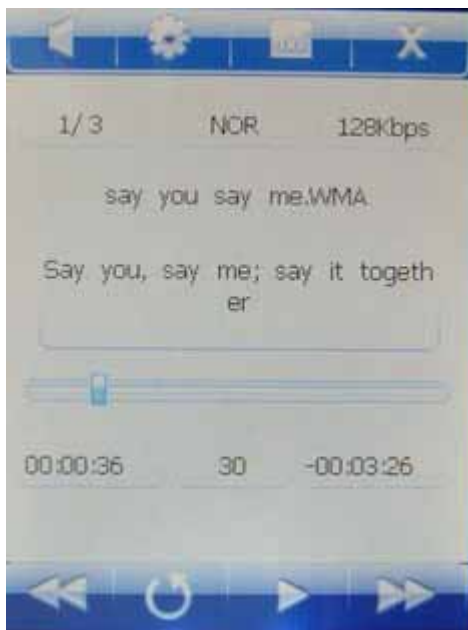 1/3 NOR 128Kbps
say you say me.WMA
Say you, say me; say it togeth
er
00:00:36 30 -00:03:26